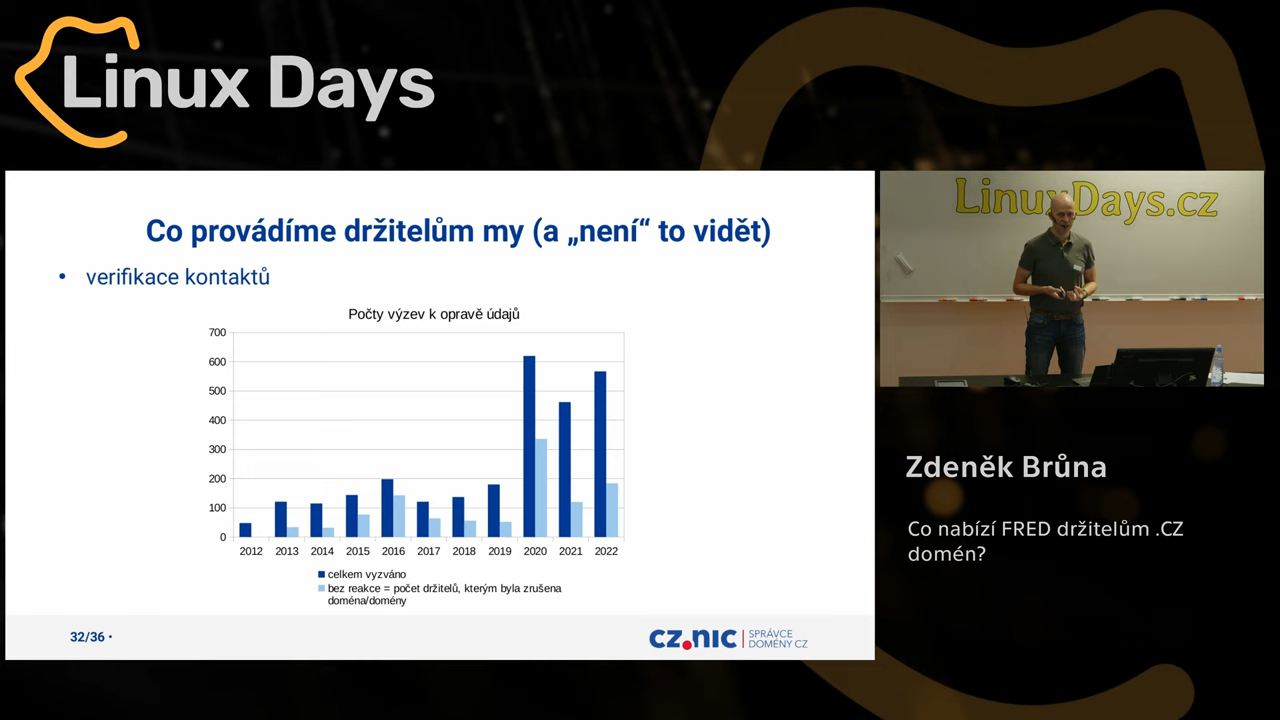 Linux Days
Co provádíme držitelům my (a „není“ to vidět)
• verifikace kontaktů
Počty výzev k opravě údajů
700
600
500
400
300
200
100
0
2012 2013 2014 2015 2016 2017 2018 2019 2020 2021 2022
celkem vyzváno
bez reakce = počet držitelů, kterým byla zrušena
doména/domény
32/36 •
CZ.NIC | SPRÁVCE
DOMÉNY CZ
LinuxDays.cz
Zdeněk Brůna
Co nabízí FRED držitelům .CZ
domén?